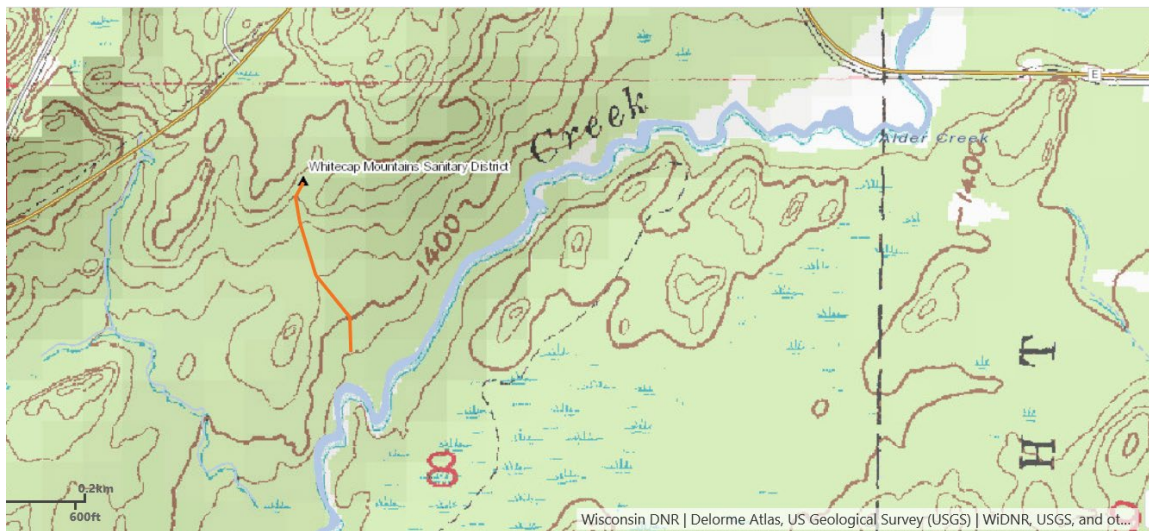 E
Creek
Alder Creek
Whitecap Mountains Sanitary District
1400
1400
T
H
8
0.2km
600ft
Wisconsin DNR | Delorme Atlas, US Geological Survey (USGS) | WiDNR, USGS, and ot...